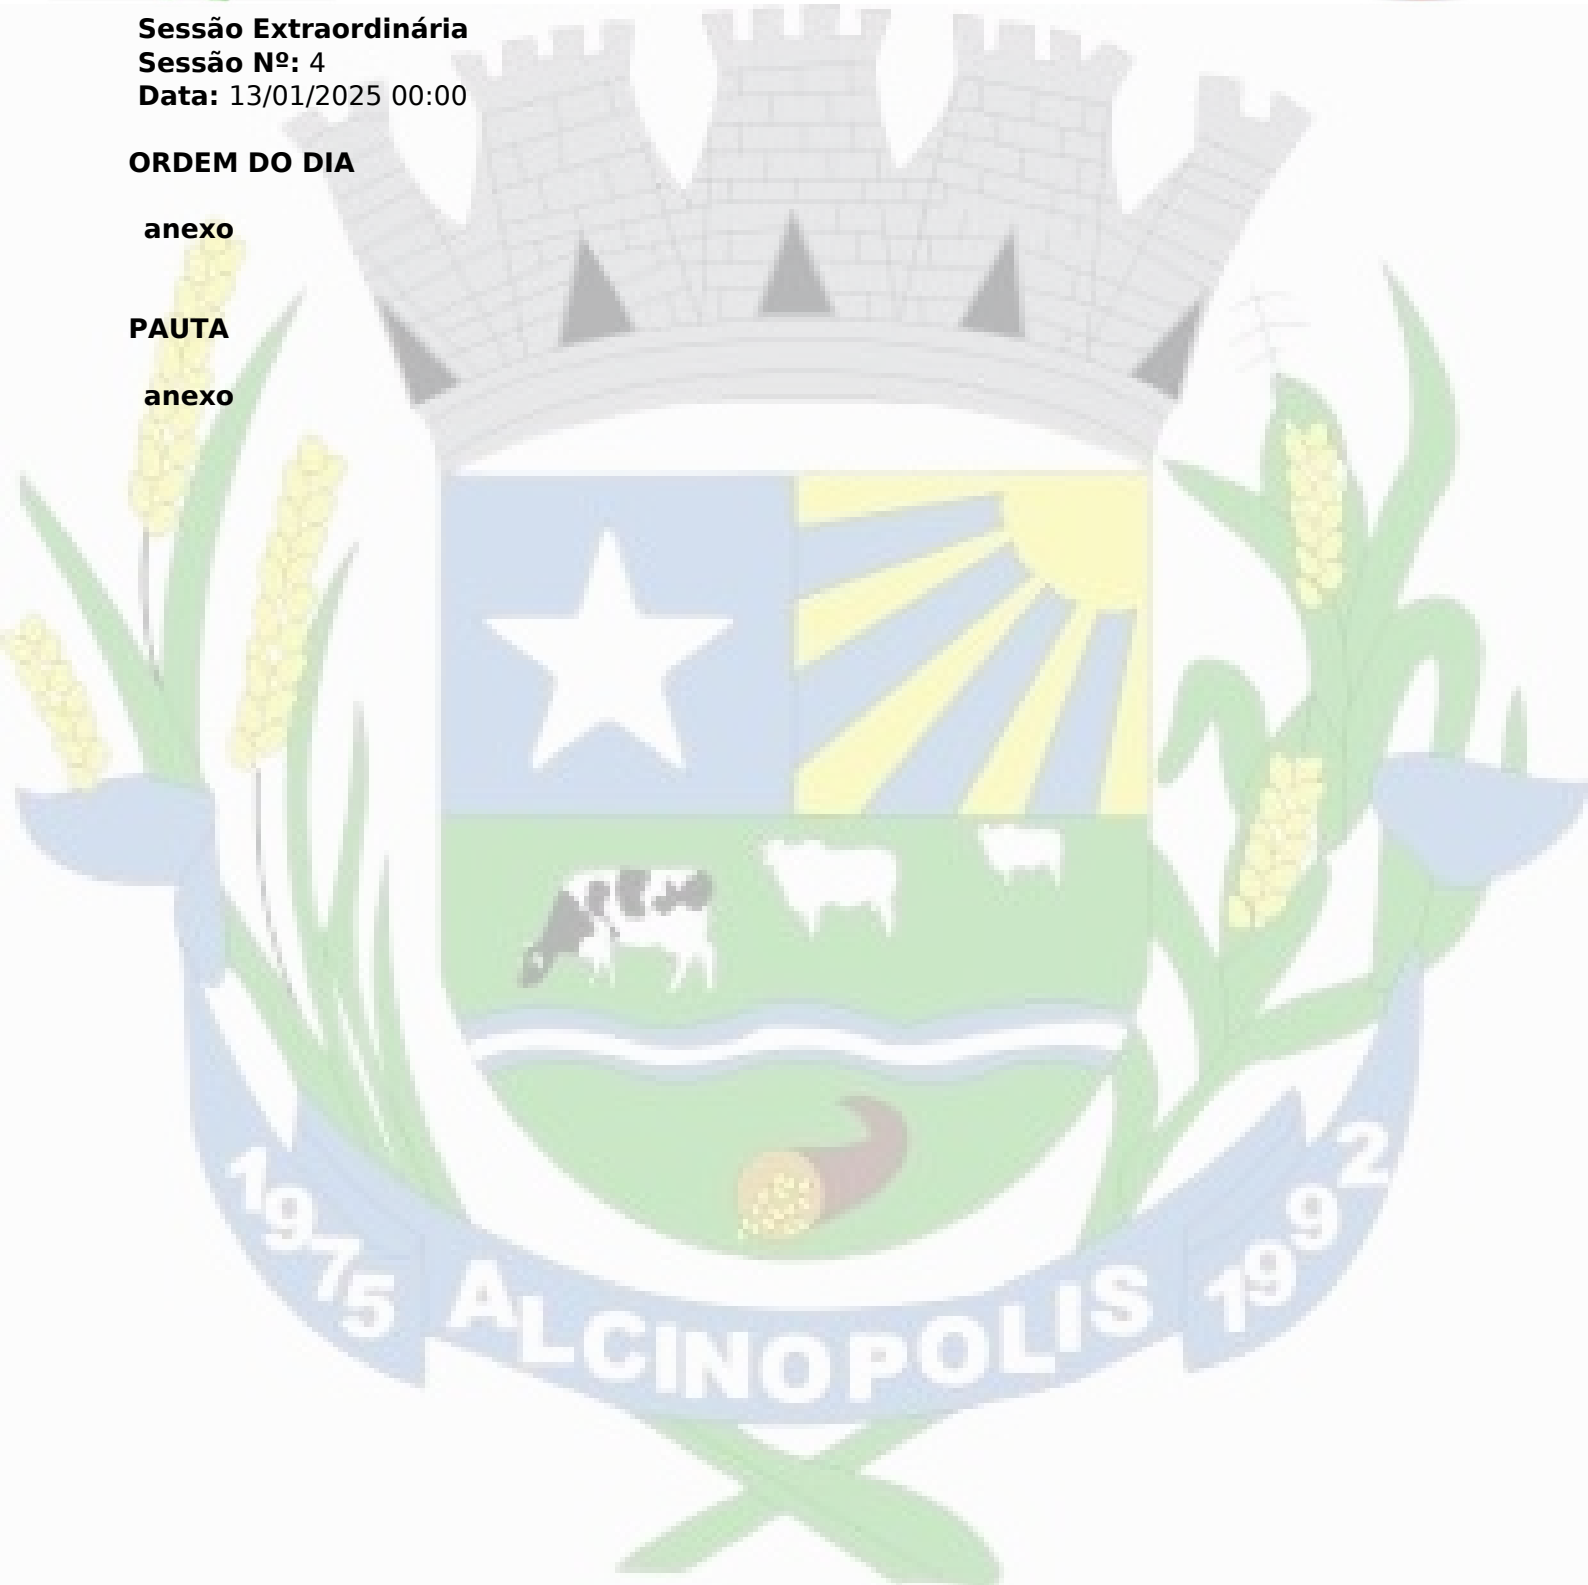 Sessão Extraordinária
Sessão Nº: 4
Data: 13/01/2025 00:00
ORDEM DO DIA
anexo
PAUTA
anexo
1975 ALCINOPOLIS 1992